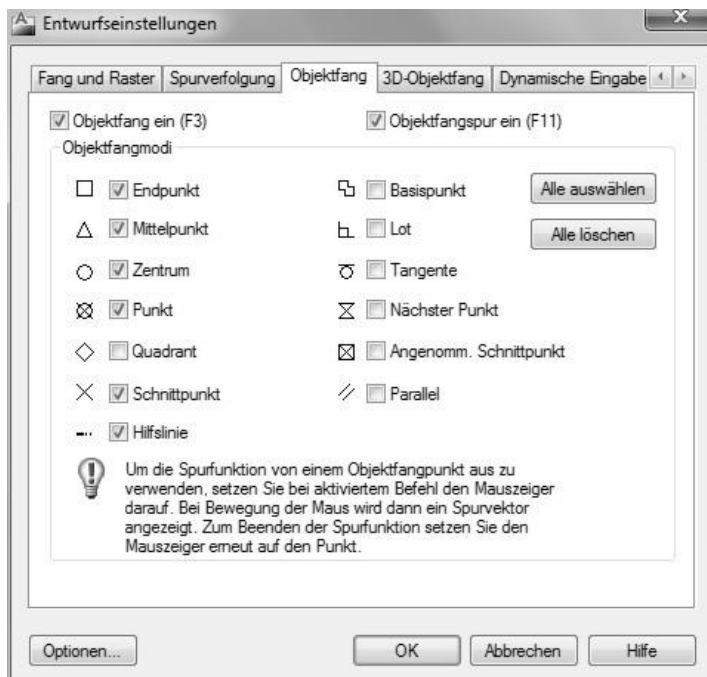 Entwurfseinstellungen
Fang und Raster Spurverfolgung Objektfang 3D-Objektfang Dynamische Eingabe
Objektfang ein (F3) Objektfangspur ein (F11)
Objektfangmodi
Endpunkt Basispunkt Alle auswählen
Mittelpunkt Lot Alle löschen
Zentrum Tangente
Punkt Nächster Punkt
Quadrant Angenomm. Schnittpunkt
Schnittpunkt Parallel
Hilfslinie
Um die Spurfunktion von einem Objektfangpunkt aus zu
verwenden, setzen Sie bei aktiviertem Befehl den Mauszeiger
darauf. Bei Bewegung der Maus wird dann ein Spurvektor
angezeigt. Zum Beenden der Spurfunktion setzen Sie den
Mauszeiger erneut auf den Punkt.
Optionen... OK Abbrechen Hilfe